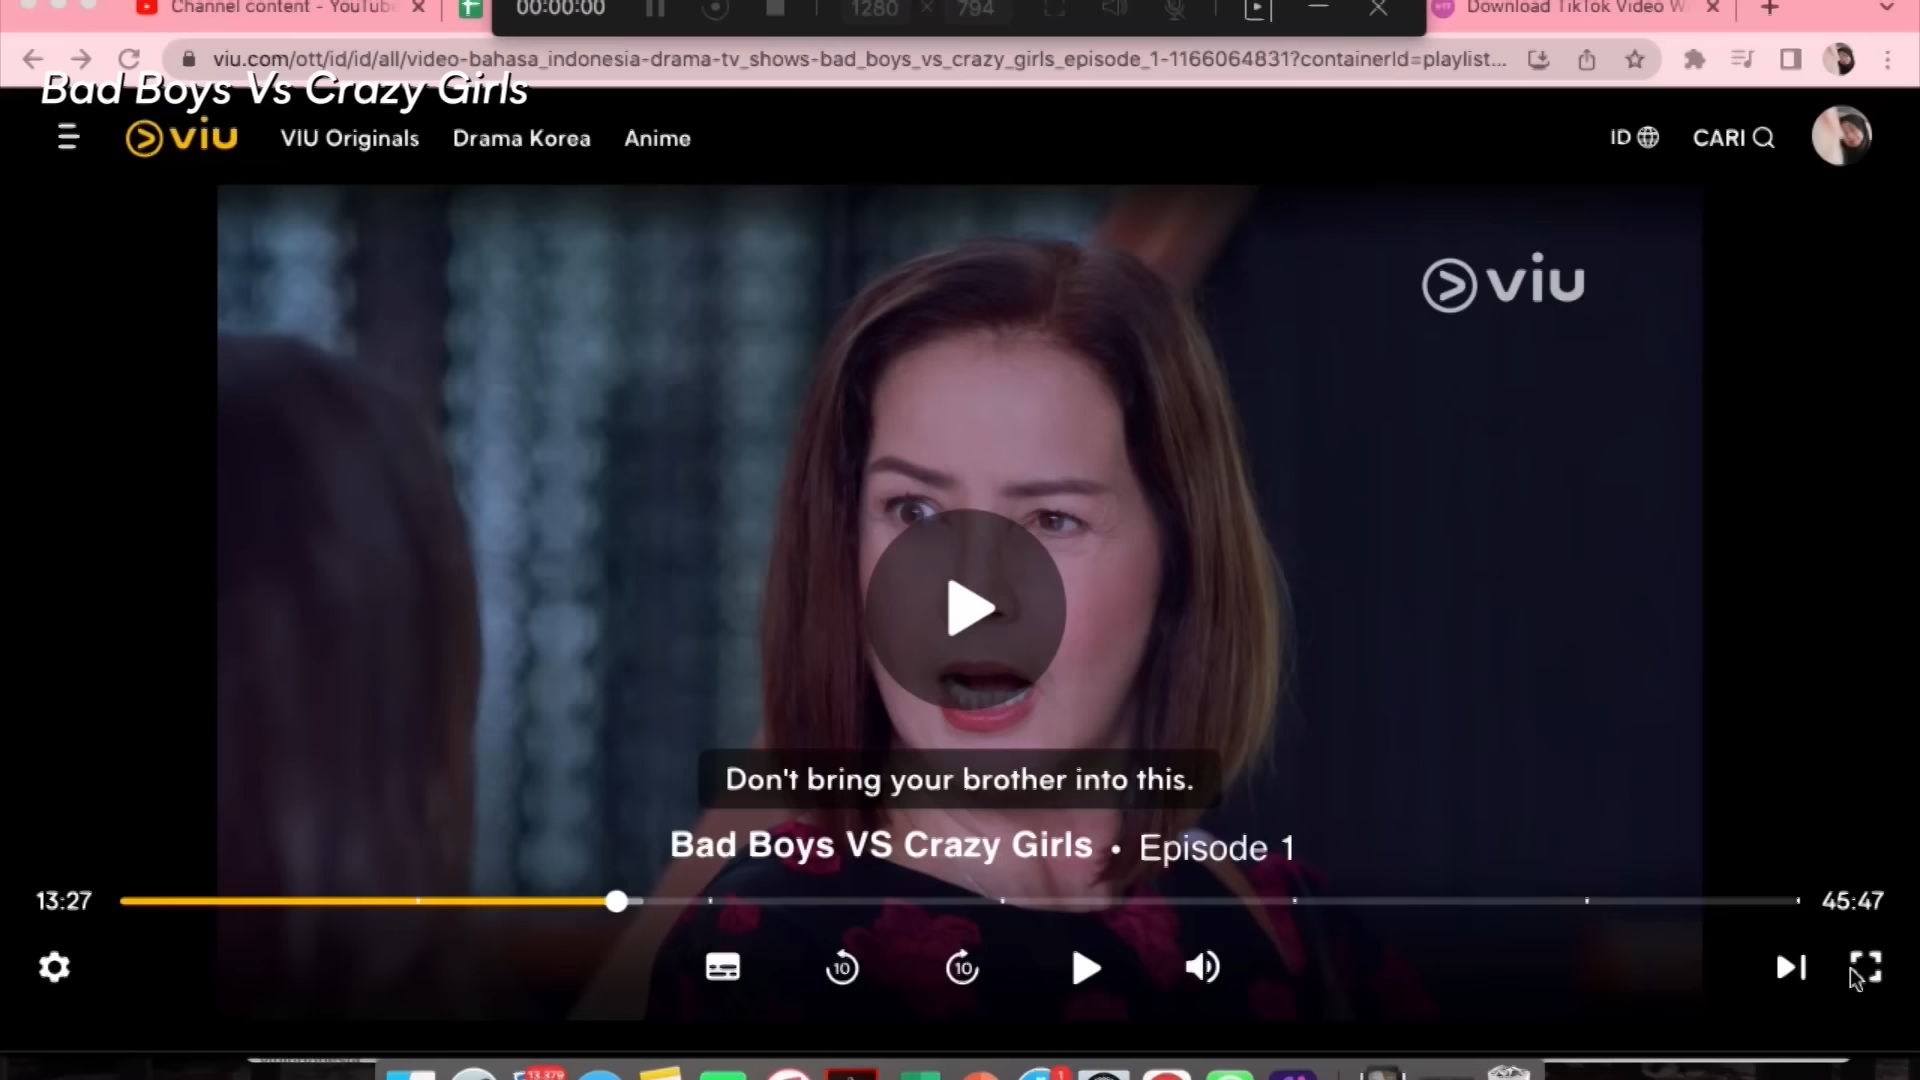 Channel content - YouTube
00:00:00
1280 × 794
Download TikTok Video W
viu.com/ott/id/id/all/video-bahasa_indonesia-drama-tv_shows-bad_boys_vs_crazy_girls_episode_1-1166064831?containerId=playlist...
Bad Boys Vs Crazy Girls
viu
VIU Originals
Drama Korea
Anime
ID
CARI
viu
Don't bring your brother into this.
Bad Boys VS Crazy Girls • Episode 1
13:27
45:47
10
10
13.379
1